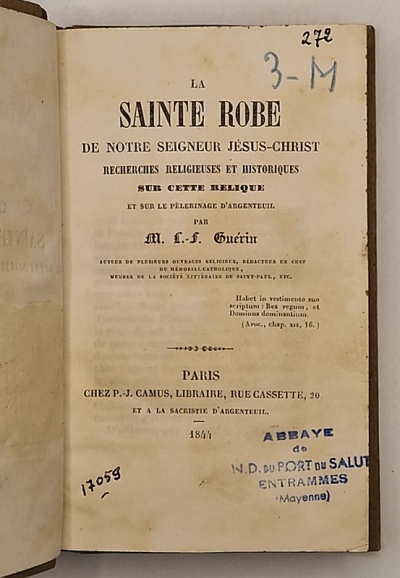 272
3-M
LA
SAINTE ROBE
DE NOTRE SEIGNEUR JÉSUS-CHRIST
RECHERCHES RELIGIEUSES ET HISTORIQUES
SUR CETTE RELIQUE
ET SUR LE PÈLERINAGE D'ARGENTEUIL
PAR
M. L.-F. Guérin
AUTEUR DE PLUSIEURS OUVRAGES RELIGIEUX, RÉDACTEUR EN CHEF
DU MÉMORIAL CATHOLIQUE,
MEMBRE DE LA SOCIÉTÉ LITTÉRAIRE DE SAINT-PAUL, ETC.
Habet in vestimento suo
scriptum : Rex regum, et
Dominus dominantium.
(Apoc., chap. xix, 16.)
PARIS
CHEZ P.-J. CAMUS, LIBRAIRE, RUE CASSETTE, 20
ET A LA SACRISTIE D'ARGENTEUIL.
1844
ABBAYE
de
N.D. DU PORT DU SALUT
ENTRAMMES
(Mayenne)
17059